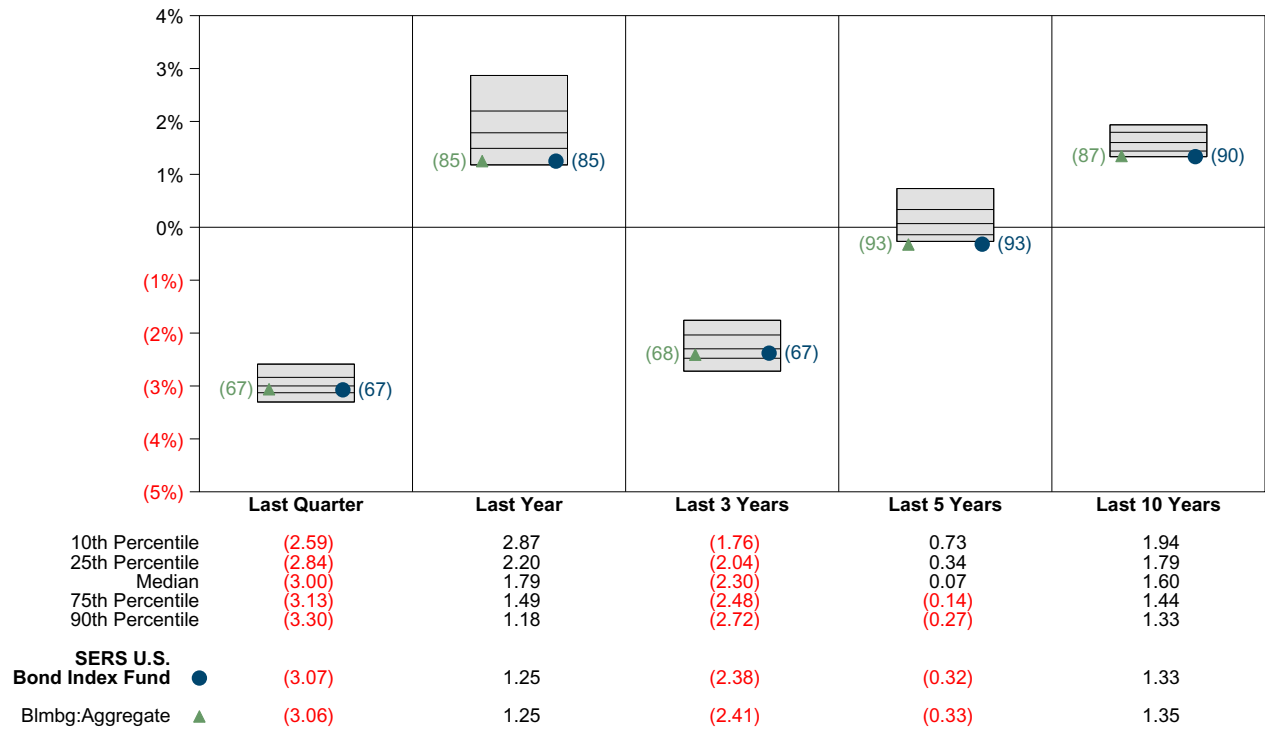 4%
3%
2%
1%
0%
(1%)
(2%)
(3%)
(4%)
(5%)
(67) (67)
(85) (85)
(68) (67)
(93) (93)
(87) (90)
Last Quarter Last Year Last 3 Years Last 5 Years Last 10 Years
10th Percentile (2.59) 2.87 (1.76) 0.73 1.94
25th Percentile (2.84) 2.20 (2.04) 0.34 1.79
Median (3.00) 1.79 (2.30) 0.07 1.60
75th Percentile (3.13) 1.49 (2.48) (0.14) 1.44
90th Percentile (3.30) 1.18 (2.72) (0.27) 1.33
SERS U.S.
Bond Index Fund (3.07) 1.25 (2.38) (0.32) 1.33
Blmbg:Aggregate (3.06) 1.25 (2.41) (0.33) 1.35